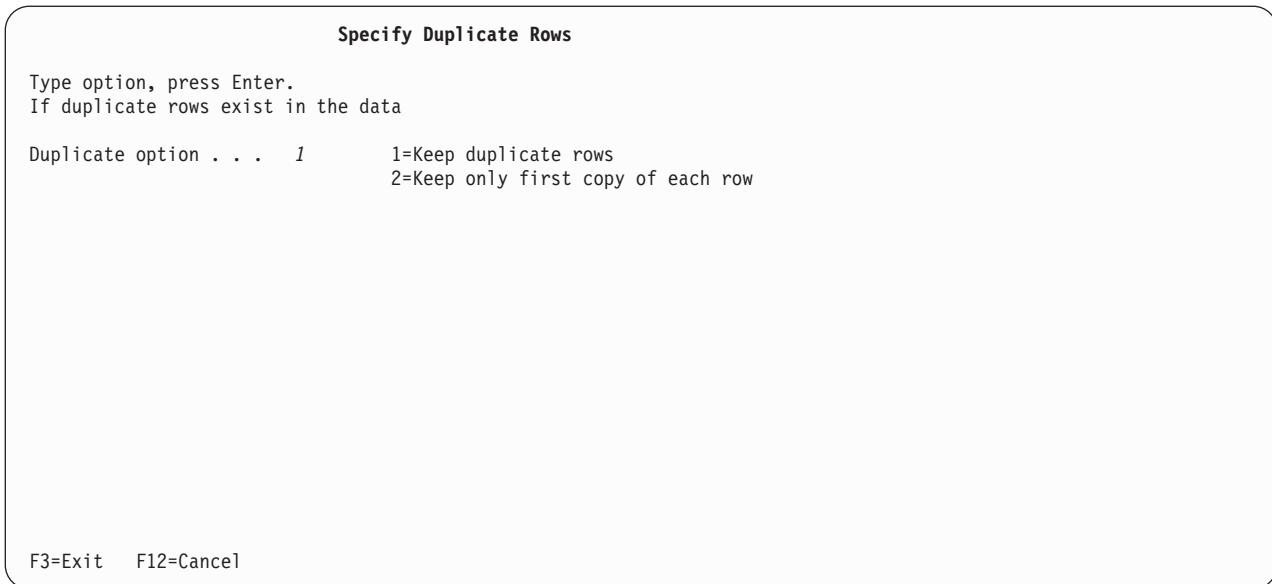 Specify Duplicate Rows
Type option, press Enter.
If duplicate rows exist in the data
Duplicate option . . . 1 1=Keep duplicate rows
2=Keep only first copy of each row
F3=Exit F12=Cancel